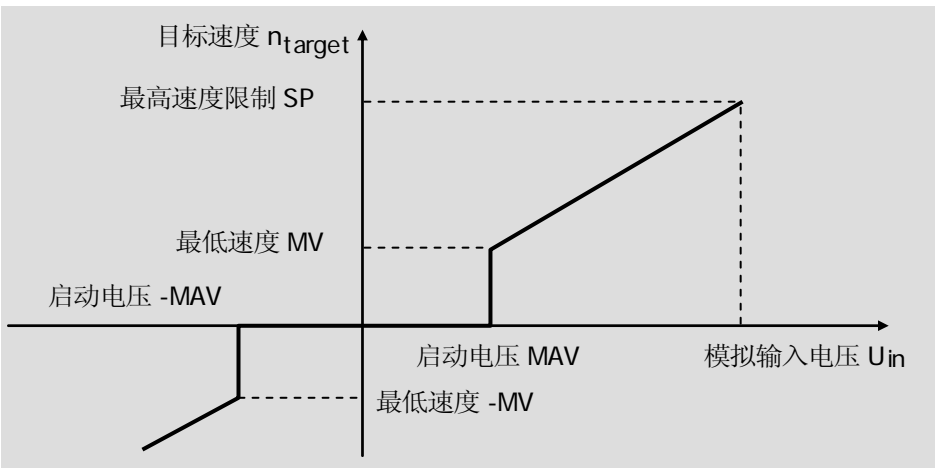 目标速度 ntarget
最高速度限制 SP
最低速度 MV
启动电压 -MAV
启动电压 MAV
模拟输入电压 Uin
最低速度 -MV